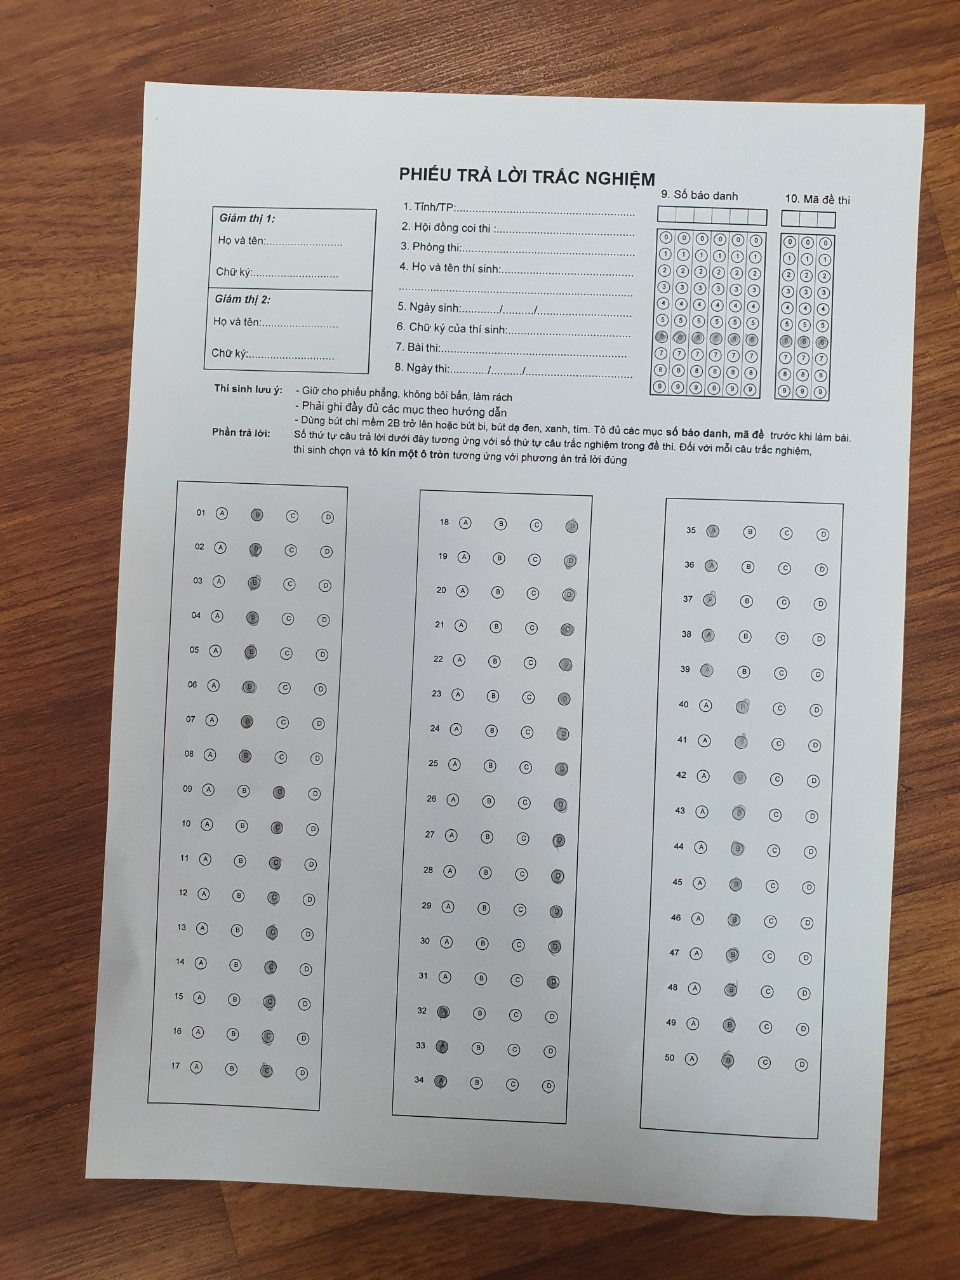 PHIẾU TRẢ LỜI TRẮC NGHIỆM
Giám thị 1:
Họ và tên:..........................
Chữ ký:..............................
Giám thị 2:
Họ và tên:..........................
Chữ ký:..............................
1. Tỉnh/TP:..............................
2. Hội đồng coi thi :..............................
3. Phòng thi:..............................
4. Họ và tên thí sinh:..............................
5. Ngày sinh:.........../.........../..............................
6. Chữ ký của thí sinh:..............................
7. Bài thi:..............................
8. Ngày thi:.........../.........../..............................
9. Số báo danh
0 0 0 0 0 0
1 1 1 1 1 1
2 2 2 2 2 2
3 3 3 3 3 3
4 4 4 4 4 4
5 5 5 5 5 5
6 6 6 6 6 6
7 7 7 7 7 7
8 8 8 8 8 8
9 9 9 9 9 9
10. Mã đề thi
0 0 0
1 1 1
2 2 2
3 3 3
4 4 4
5 5 5
6 6 6
7 7 7
8 8 8
9 9 9
Thí sinh lưu ý: - Giữ cho phiếu phẳng, không bôi bẩn, làm rách
- Phải ghi đầy đủ các mục theo hướng dẫn
- Dùng bút chì mềm 2B trở lên hoặc bút bi, bút dạ đen, xanh, tím. Tô đủ các mục số báo danh, mã đề trước khi làm bài.
Phần trả lời: Số thứ tự câu trả lời dưới đây tương ứng với số thứ tự câu trắc nghiệm trong đề thi. Đối với mỗi câu trắc nghiệm,
thí sinh chọn và tô kín một ô tròn tương ứng với phương án trả lời đúng
01 A B C D
02 A B C D
03 A B C D
04 A B C D
05 A B C D
06 A B C D
07 A B C D
08 A B C D
09 A B C D
10 A B C D
11 A B C D
12 A B C D
13 A B C D
14 A B C D
15 A B C D
16 A B C D
17 A B C D
18 A B C D
19 A B C D
20 A B C D
21 A B C D
22 A B C D
23 A B C D
24 A B C D
25 A B C D
26 A B C D
27 A B C D
28 A B C D
29 A B C D
30 A B C D
31 A B C D
32 A B C D
33 A B C D
34 A B C D
35 A B C D
36 A B C D
37 A B C D
38 A B C D
39 A B C D
40 A B C D
41 A B C D
42 A B C D
43 A B C D
44 A B C D
45 A B C D
46 A B C D
47 A B C D
48 A B C D
49 A B C D
50 A B C D